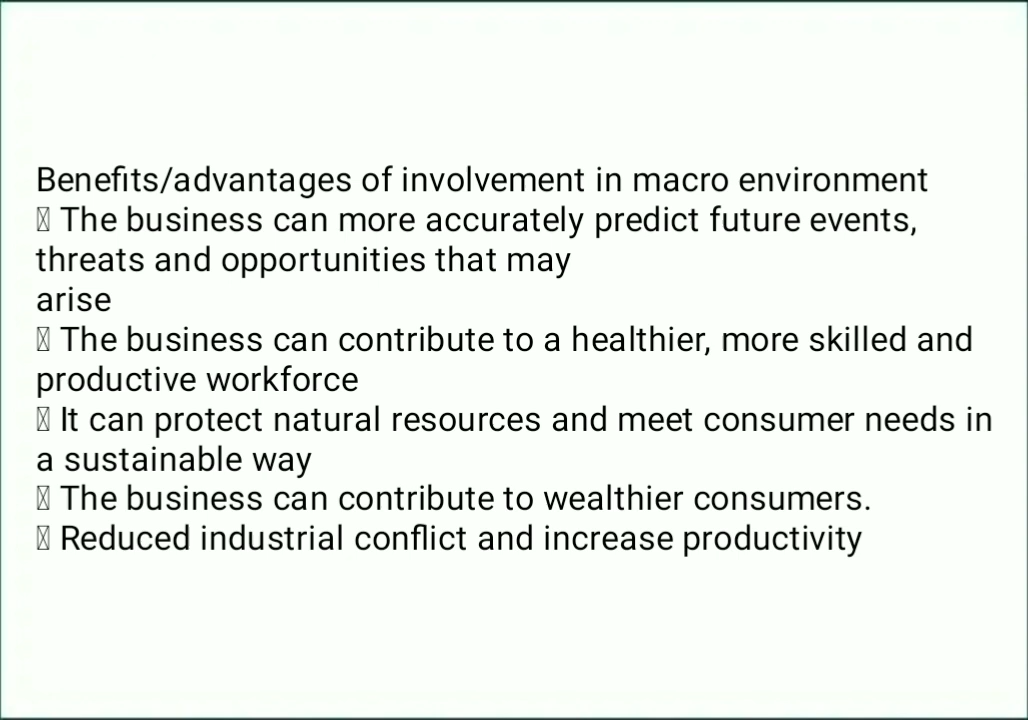 Benefits/advantages of involvement in macro environment
 The business can more accurately predict future events,
threats and opportunities that may
arise
 The business can contribute to a healthier, more skilled and
productive workforce
 It can protect natural resources and meet consumer needs in
a sustainable way
 The business can contribute to wealthier consumers.
 Reduced industrial conflict and increase productivity